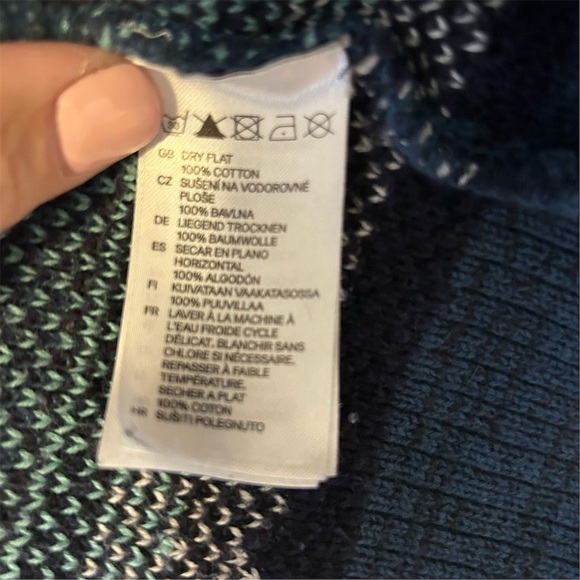 GB DRY FLAT
100% COTTON
CZ SUŠENÍ NA VODOROVNÉ
PLOŠE
100% BAVLNA
DE LIEGEND TROCKNEN
100% BAUMWOLLE
ES SECAR EN PLANO
HORIZONTAL
100% ALGODÓN
FI KUIVATAAN VAAKATASOSSA
100% PUUVILLAA
FR LAVER À LA MACHINE À
L'EAU FROIDE CYCLE
DÉLICAT. BLANCHIR SANS
CHLORE SI NÉCESSAIRE.
REPASSER À FAIBLE
TEMPÉRATURE.
SÉCHER A PLAT
100% COTON
HR SUŠITI POLEGNUTO